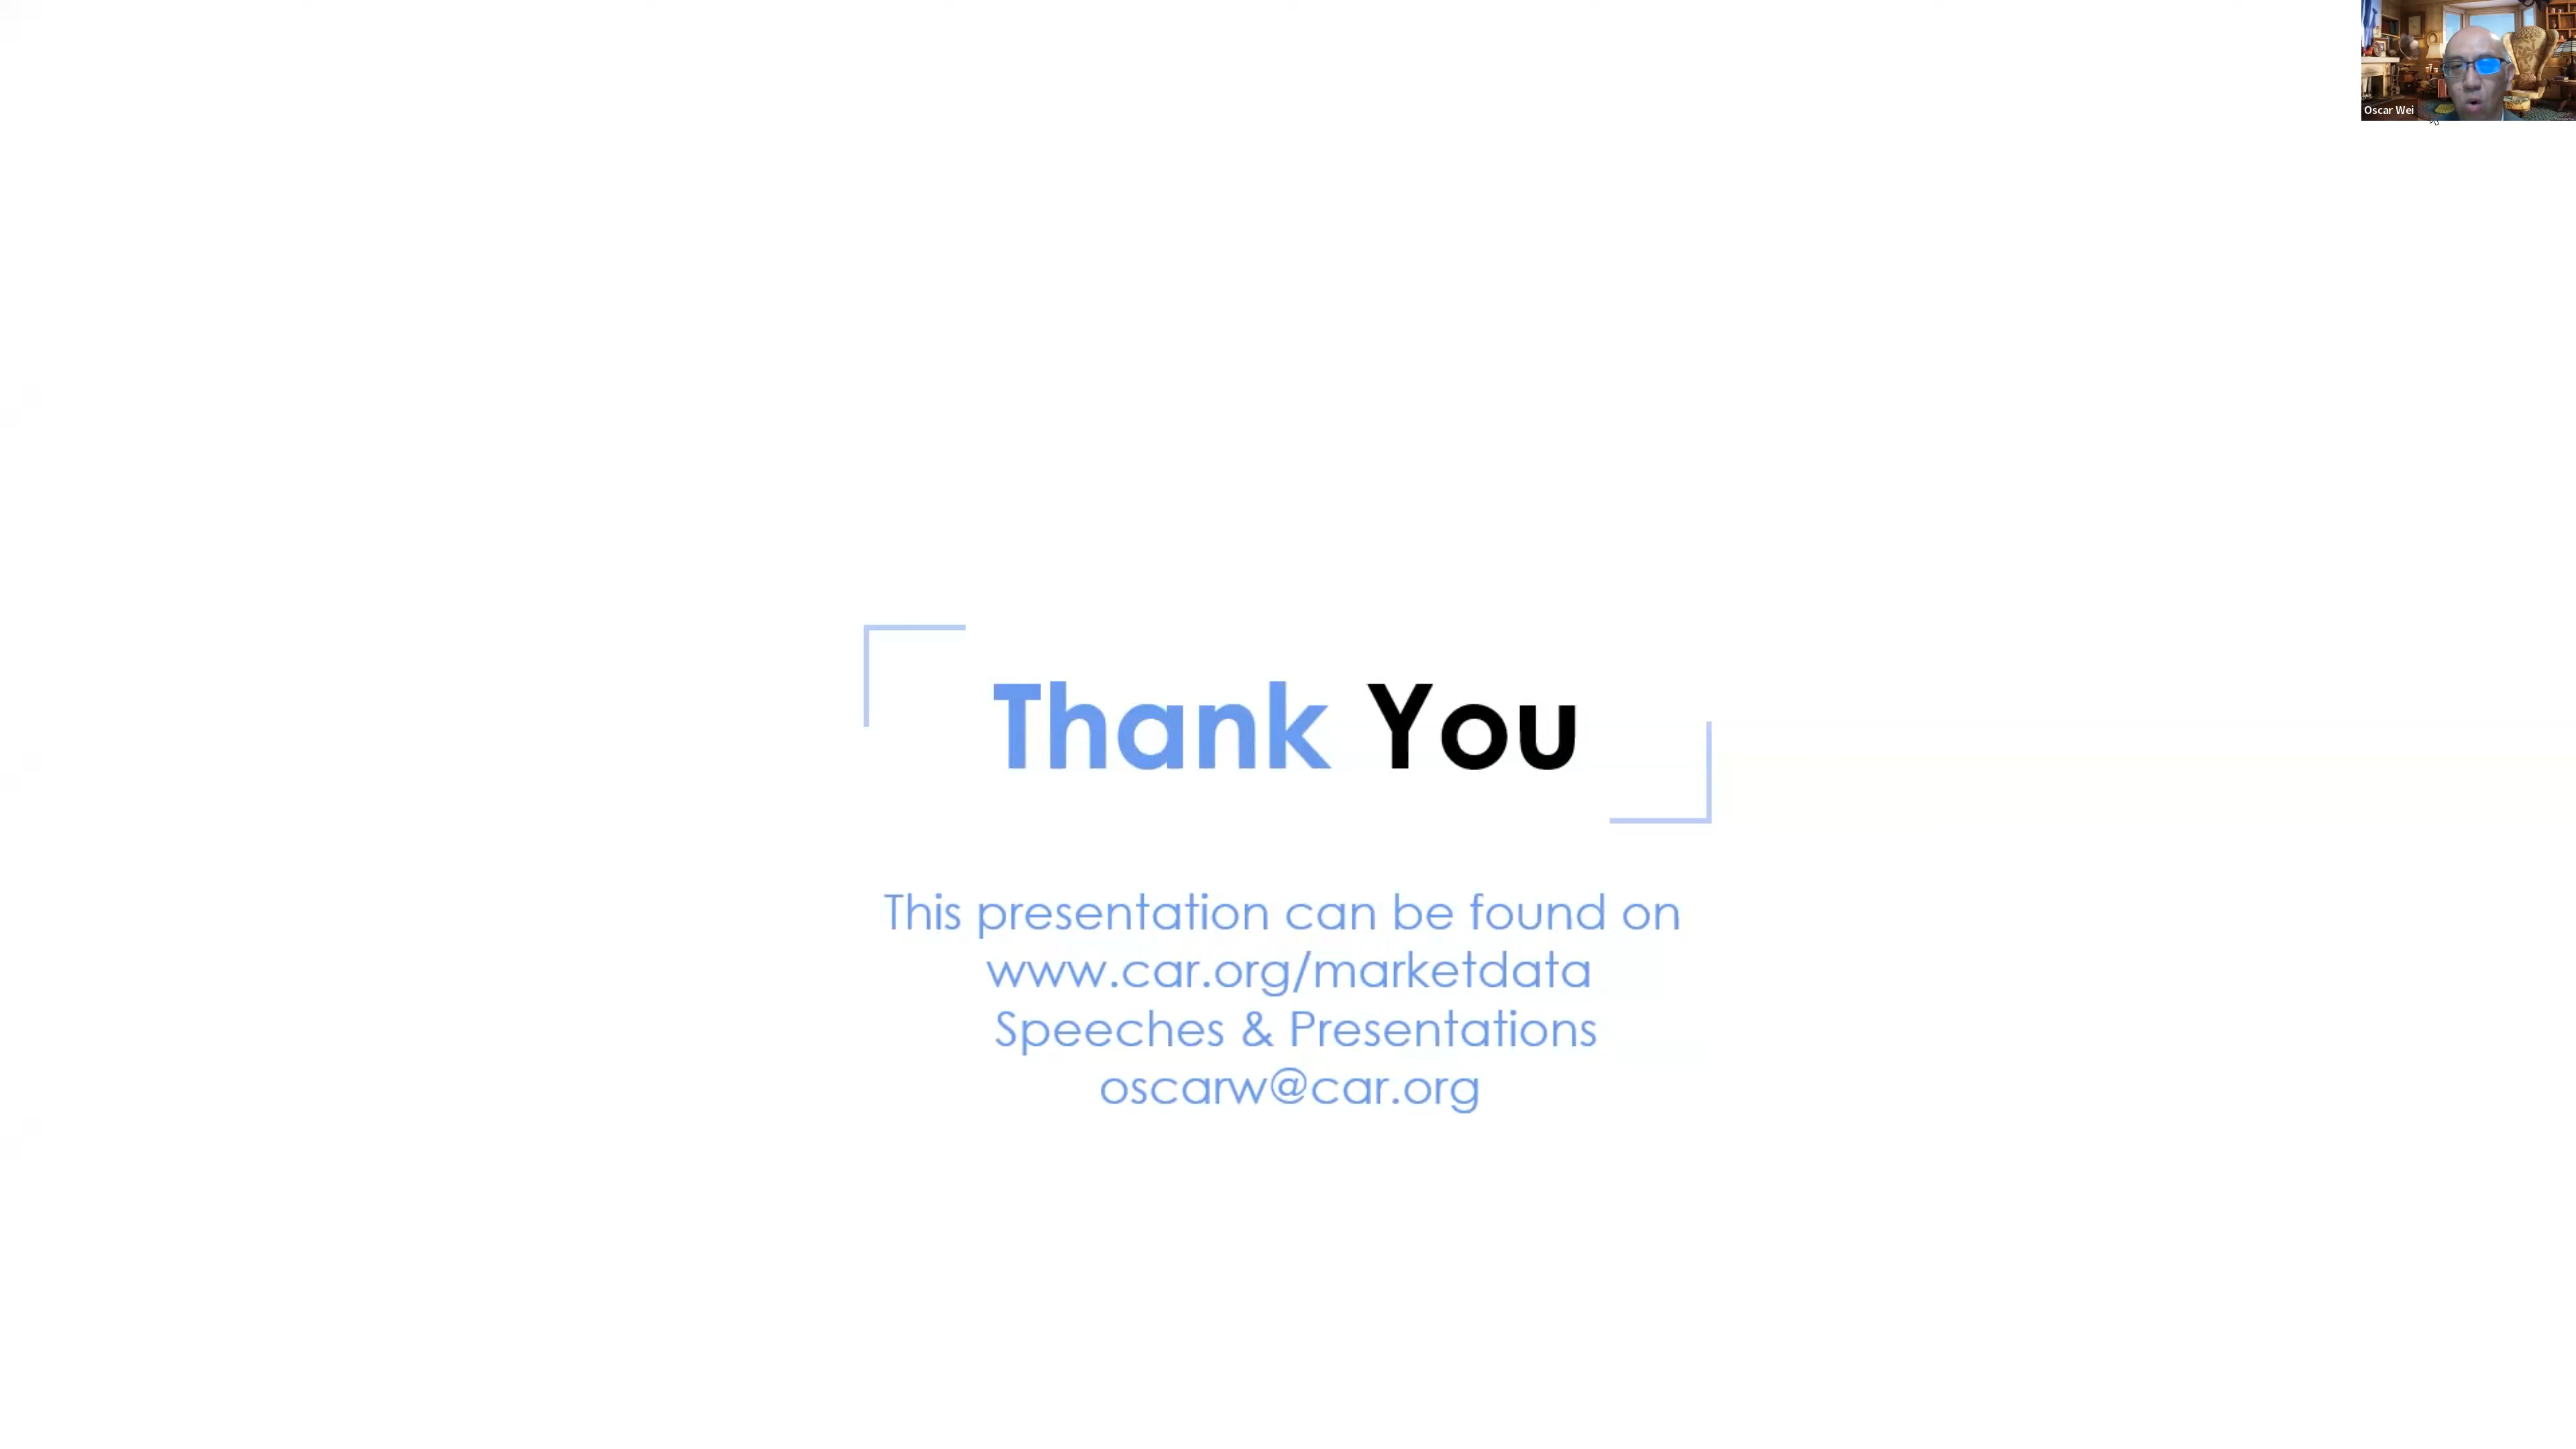 Oscar Wei
Thank You
This presentation can be found on
www.car.org/marketdata
Speeches & Presentations
oscarw@car.org